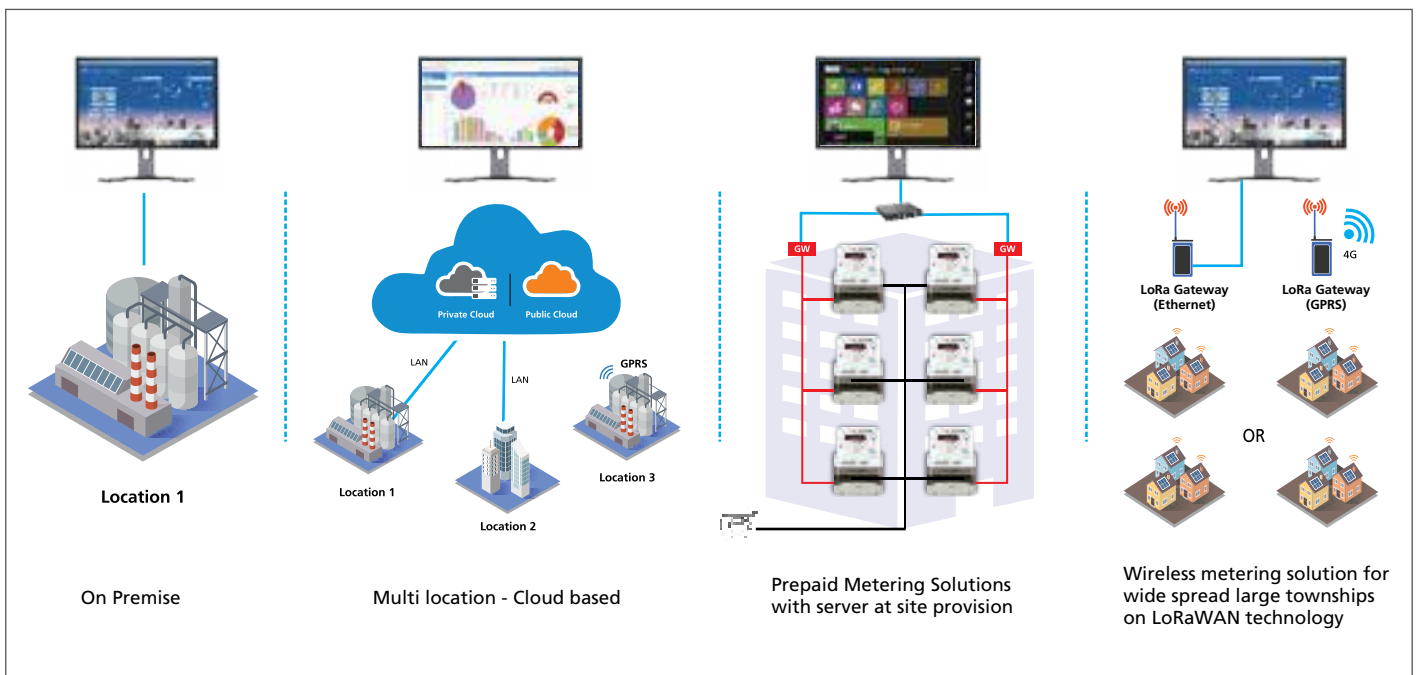 Location 1
On Premise
Private Cloud
Public Cloud
LAN
LAN
GPRS
Location 1
Location 2
Location 3
Multi location - Cloud based
GW
GW
Prepaid Metering Solutions
with server at site provision
4G
LoRa Gateway
(Ethernet)
LoRa Gateway
(GPRS)
OR
Wireless metering solution for
wide spread large townships
on LoRaWAN technology